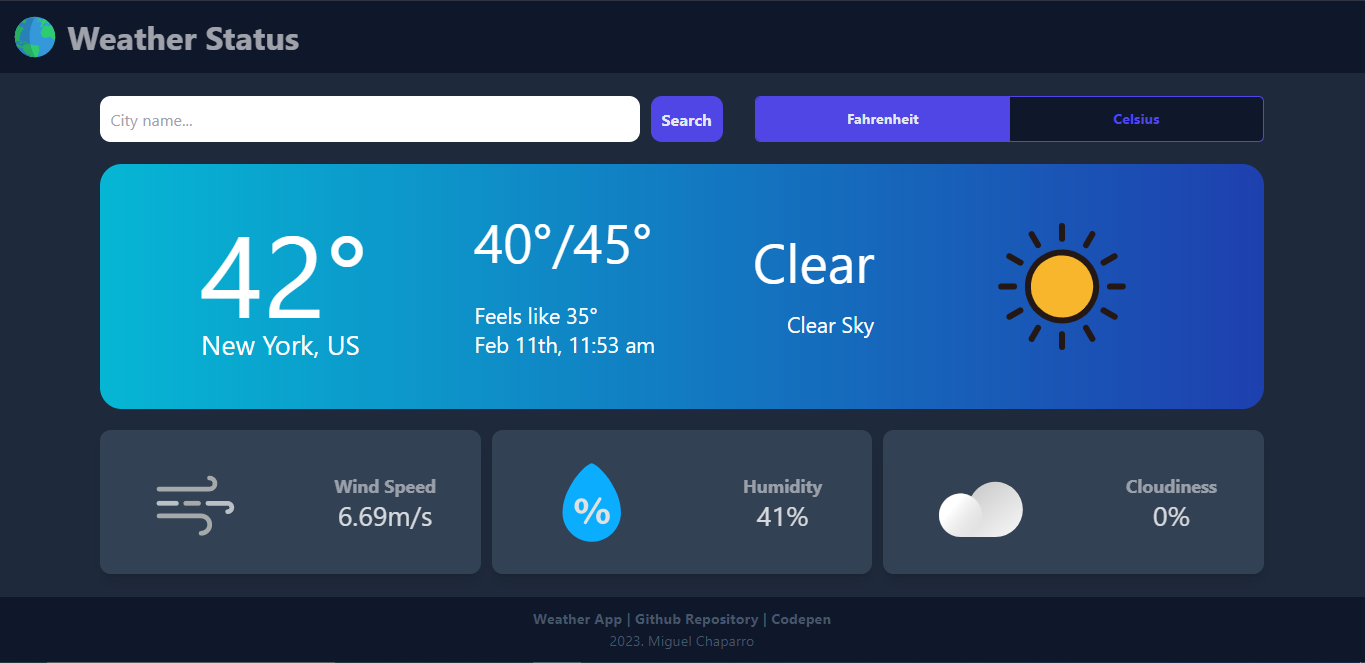 Weather Status
City name...
Search
Fahrenheit
Celsius
42°
New York, US
40°/45°
Feels like 35°
Feb 11th, 11:53 am
Clear
Clear Sky
Wind Speed
6.69m/s
%
Humidity
41%
Cloudiness
0%
Weather App | Github Repository | Codepen
2023. Miguel Chaparro